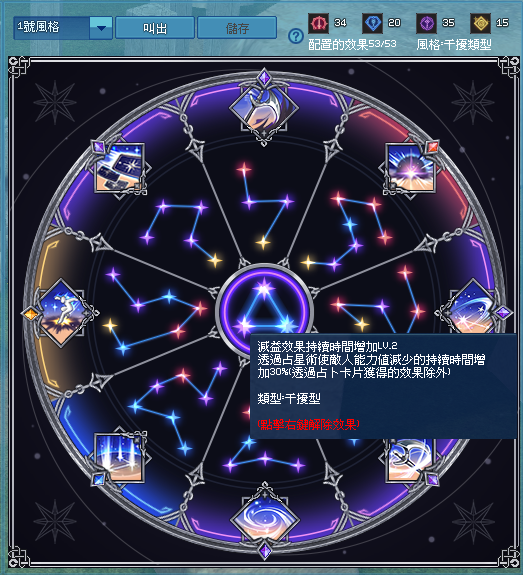 1號風格
叫出
儲存
?
34
20
35
15
配置的效果53/53
風格:干擾類型
減益效果持續時間增加LV.2
透過占星術使敵人能力值減少的持續時間增
加30%(透過占卜卡片獲得的效果除外)
類型:干擾型
(點擊右鍵解除效果)